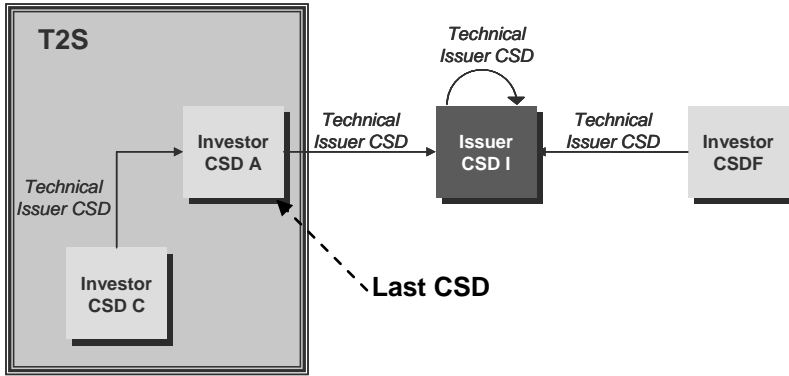 T2S
Technical
Issuer CSD
Investor
CSD A
Technical
Issuer CSD
Issuer
CSD I
Technical
Issuer CSD
Investor
CSDF
Technical
Issuer CSD
Investor
CSD C
Last CSD